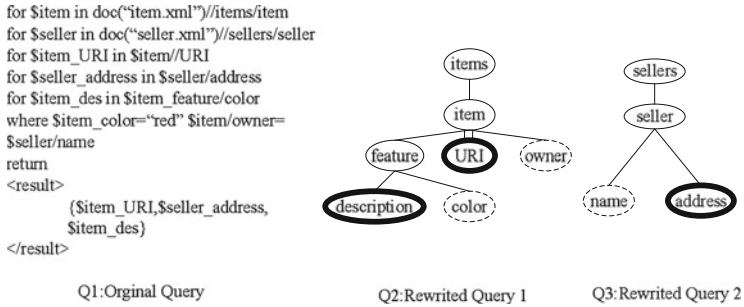 for $item in doc(“item.xml”)//items/item
for $seller in doc(“seller.xml”)//sellers/seller
for $item_URI in $item//URI
for $seller_address in $seller/address
for $item_des in $item_feature/color
where $item_color=“red” $item/owner=
$seller/name
return
<result>
{$item_URI,$seller_address,
$item_des}
</result>
Q1:Orginal Query
items
item
feature
URI
owner
description
color
Q2:Rewrited Query 1
sellers
seller
name
address
Q3:Rewrited Query 2